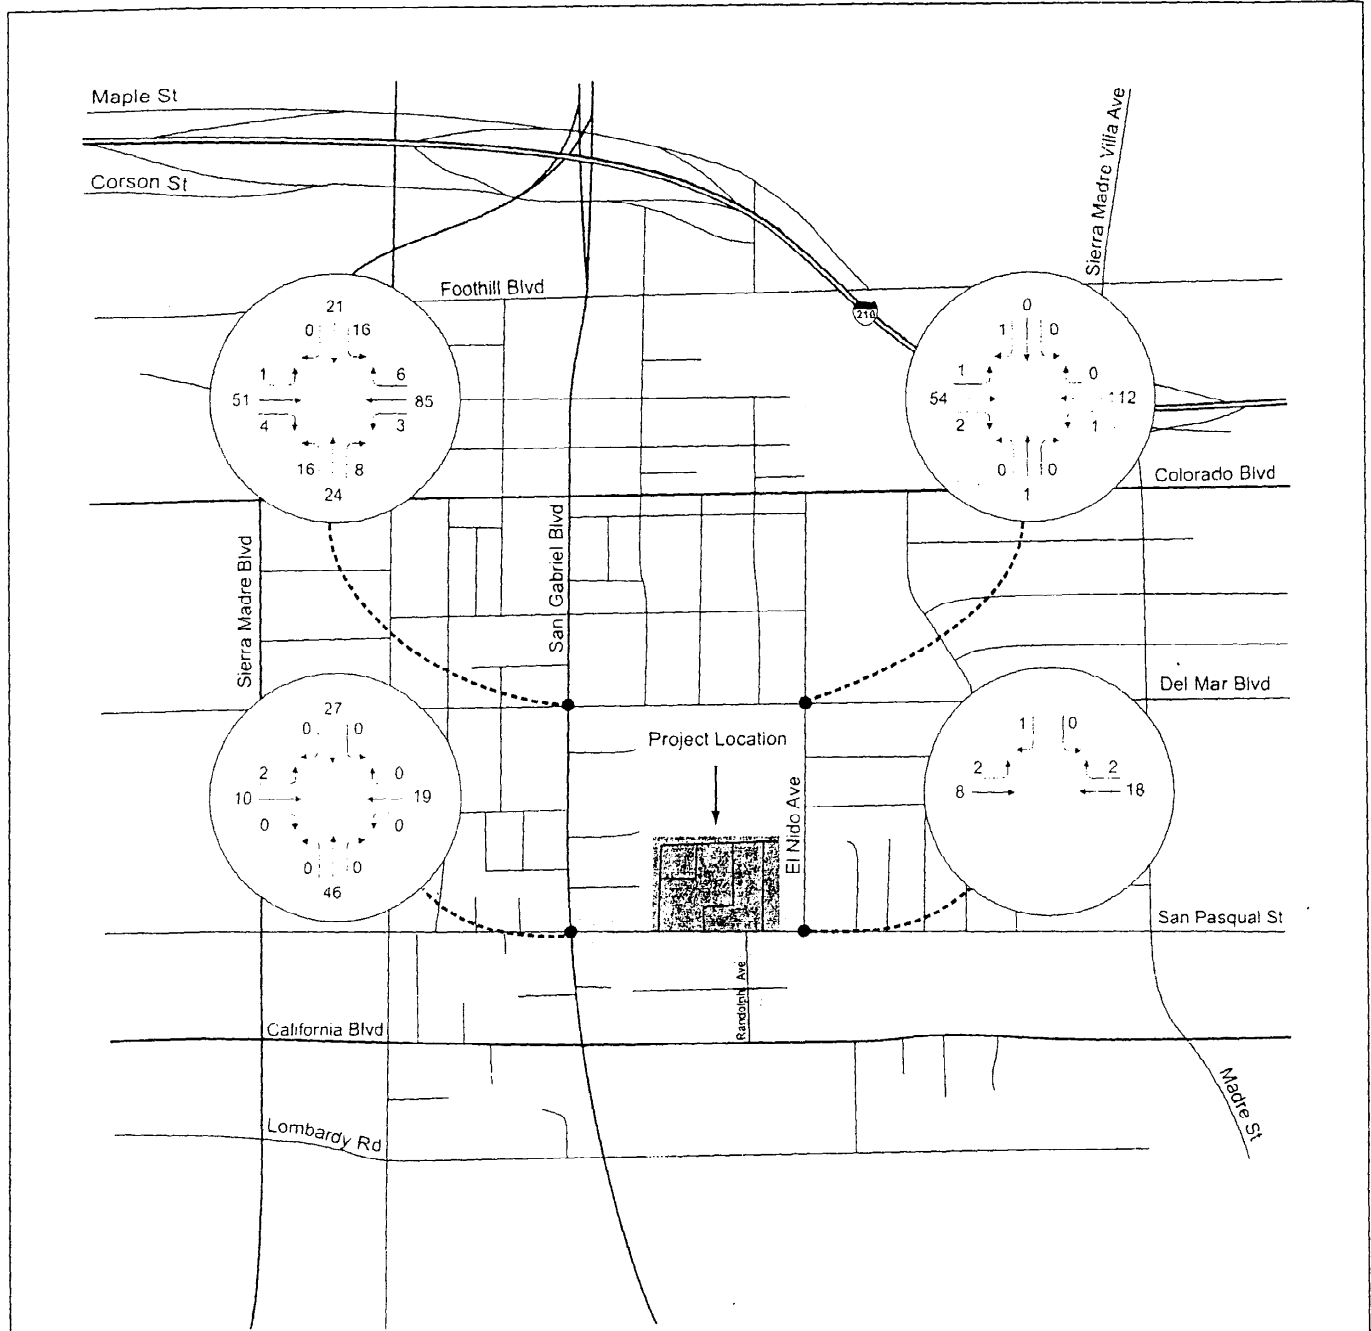 Maple St
Corson St
Sierra Madre Villa Ave
Foothill Blvd
210
21
0 16
1 6
51 85
4 3
16 8
24
0
1 0
1 0
54 112
2 1
0 0
1
Colorado Blvd
Sierra Madre Blvd
San Gabriel Blvd
Del Mar Blvd
27
0 0
2 0
10 19
0 0
0 0
46
Project Location
El Nido Ave
1 0
2 2
8 18
San Pasqual St
Randolph Ave
California Blvd
Madre St
Lombardy Rd